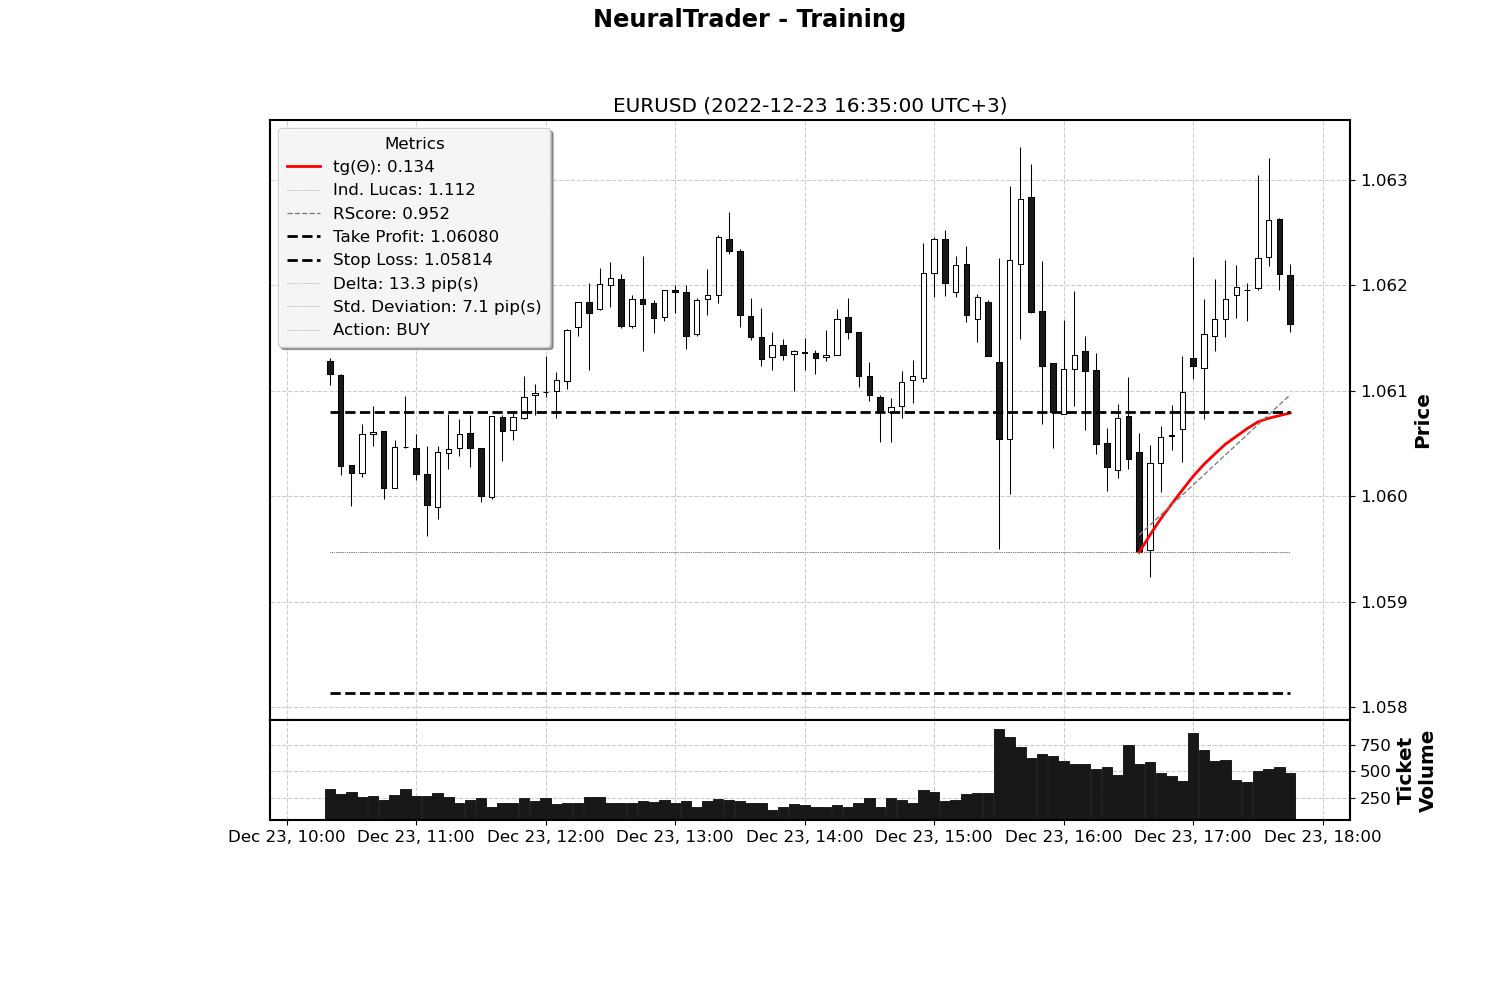 NeuralTrader - Training
EURUSD (2022-12-23 16:35:00 UTC+3)
Metrics
tg(Θ): 0.134
Ind. Lucas: 1.112
RScore: 0.952
Take Profit: 1.06080
Stop Loss: 1.05814
Delta: 13.3 pip(s)
Std. Deviation: 7.1 pip(s)
Action: BUY
1.063
1.062
1.061
1.060
1.059
1.058
Price
750
500
250
Ticket
Volume
Dec 23, 10:00 Dec 23, 11:00 Dec 23, 12:00 Dec 23, 13:00 Dec 23, 14:00 Dec 23, 15:00 Dec 23, 16:00 Dec 23, 17:00 Dec 23, 18:00